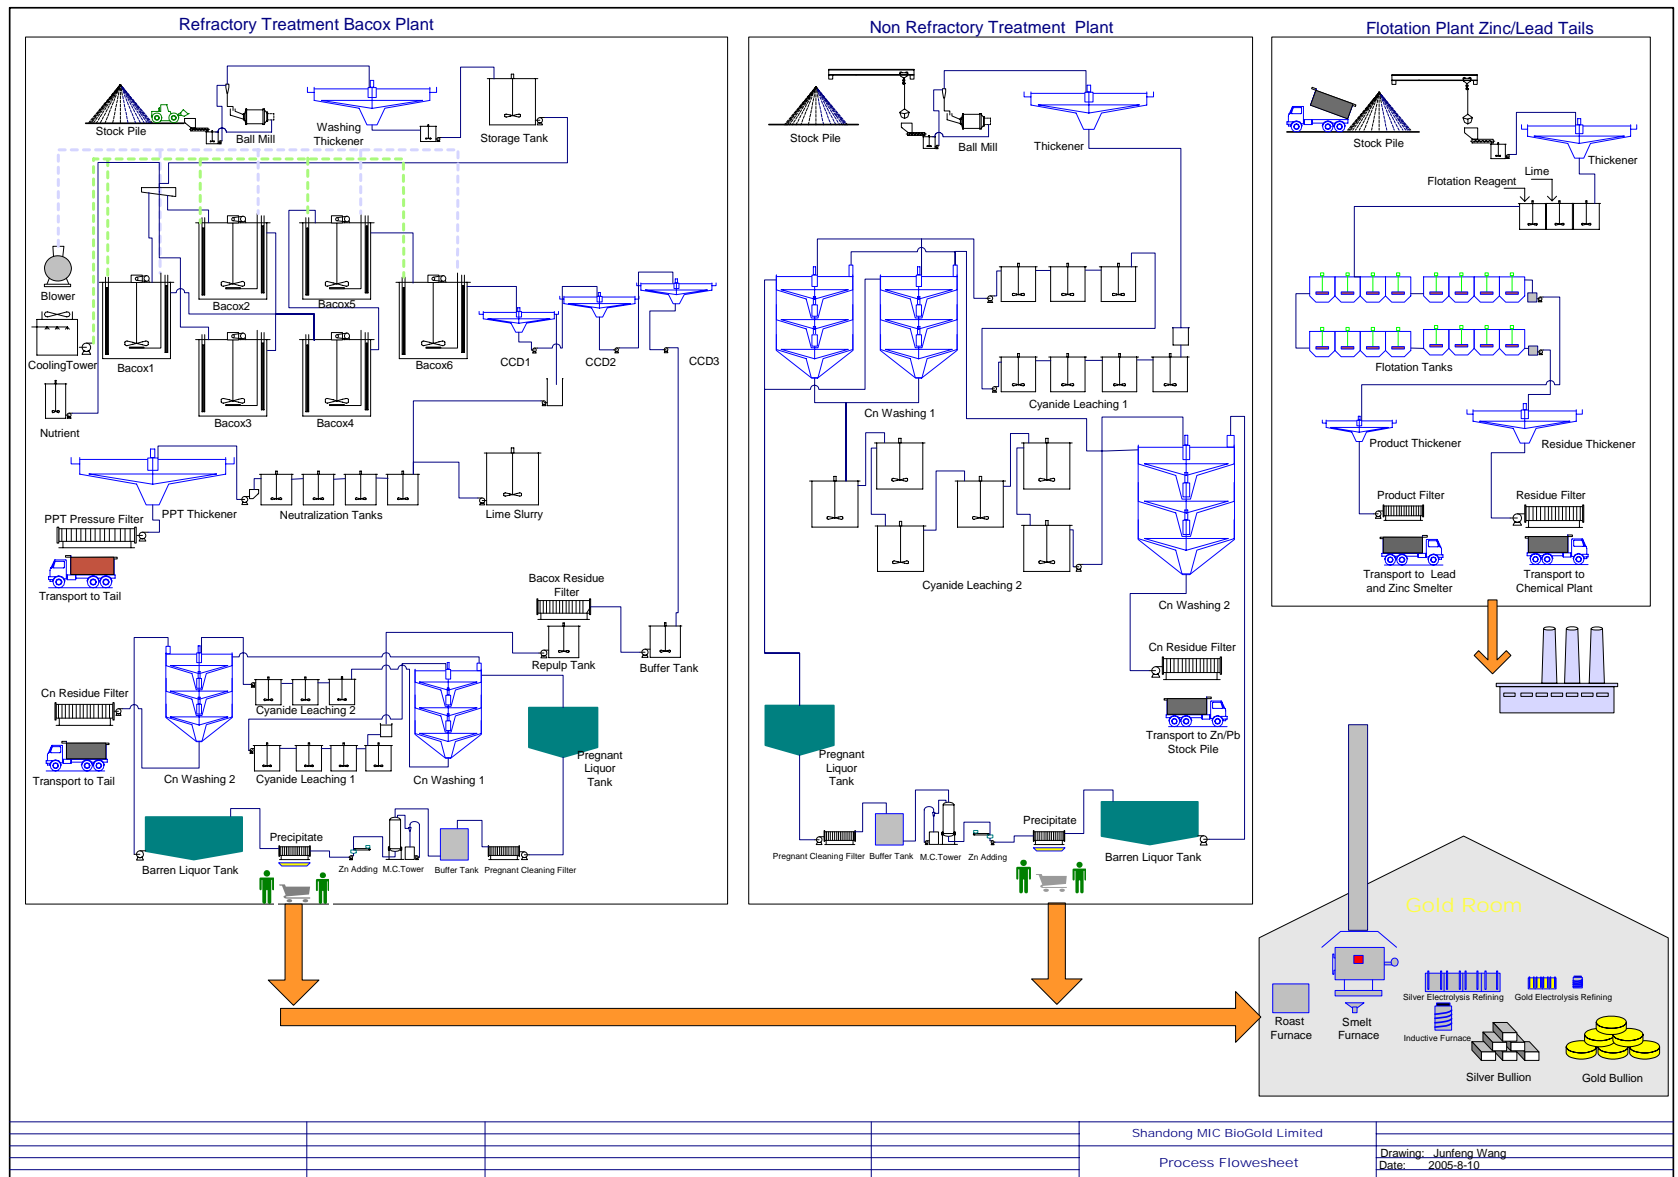 Refractory Treatment Bacox Plant
Stock Pile
Ball Mill
Washing
Thickener
Storage Tank
Blower
CoolingTower
Nutrient
Bacox1
Bacox2
Bacox3
Bacox4
Bacox5
Bacox6
CCD1
CCD2
CCD3
PPT Thickener
Neutralization Tanks
Lime Slurry
PPT Pressure Filter
Transport to Tail
Bacox Residue
Filter
Repulp Tank
Buffer Tank
Cn Residue Filter
Transport to Tail
Cn Washing 2
Cyanide Leaching 2
Cyanide Leaching 1
Cn Washing 1
Pregnant
Liquor
Tank
Barren Liquor Tank
Precipitate
Zn Adding
M.C.Tower
Buffer Tank
Pregnant Cleaning Filter
Non Refractory Treatment Plant
Stock Pile
Ball Mill
Thickener
Cn Washing 1
Cyanide Leaching 1
Cyanide Leaching 2
Cn Washing 2
Cn Residue Filter
Transport to Zn/Pb
Stock Pile
Pregnant
Liquor
Tank
Pregnant Cleaning Filter
Buffer Tank
M.C.Tower
Zn Adding
Precipitate
Barren Liquor Tank
Flotation Plant Zinc/Lead Tails
Stock Pile
Thickener
Lime
Flotation Reagent
Flotation Tanks
Product Thickener
Residue Thickener
Product Filter
Residue Filter
Transport to Lead
and Zinc Smelter
Transport to
Chemical Plant
Gold Room
Roast
Furnace
Smelt
Furnace
Silver Electrolysis Refining
Gold Electrolysis Refining
Inductive Furnace
Silver Bullion
Gold Bullion
Shandong MIC BioGold Limited
Process Flowesheet
Drawing: Junfeng Wang
Date: 2005-8-10